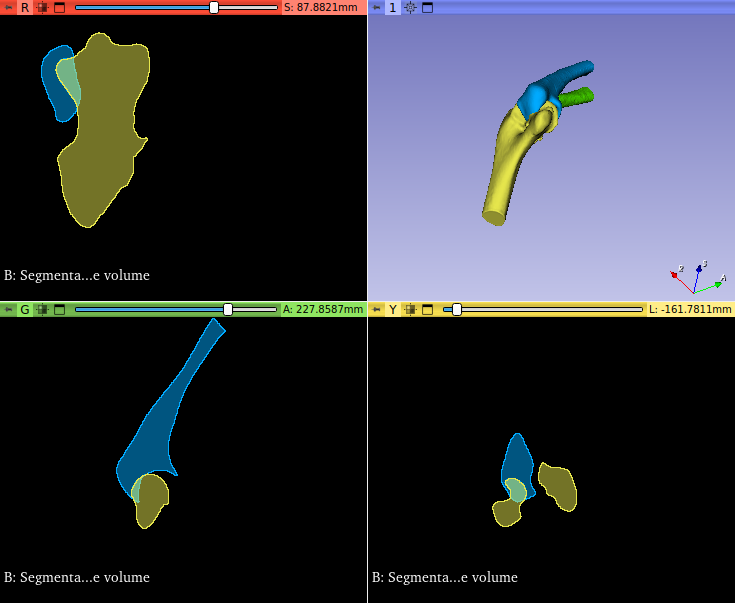 R S: 87.8821mm
1
B: Segmenta...e volume
R S A
G A: 227.8587mm
Y L: -161.7811mm
B: Segmenta...e volume
B: Segmenta...e volume